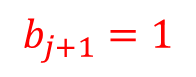 b_{j+1} = 1